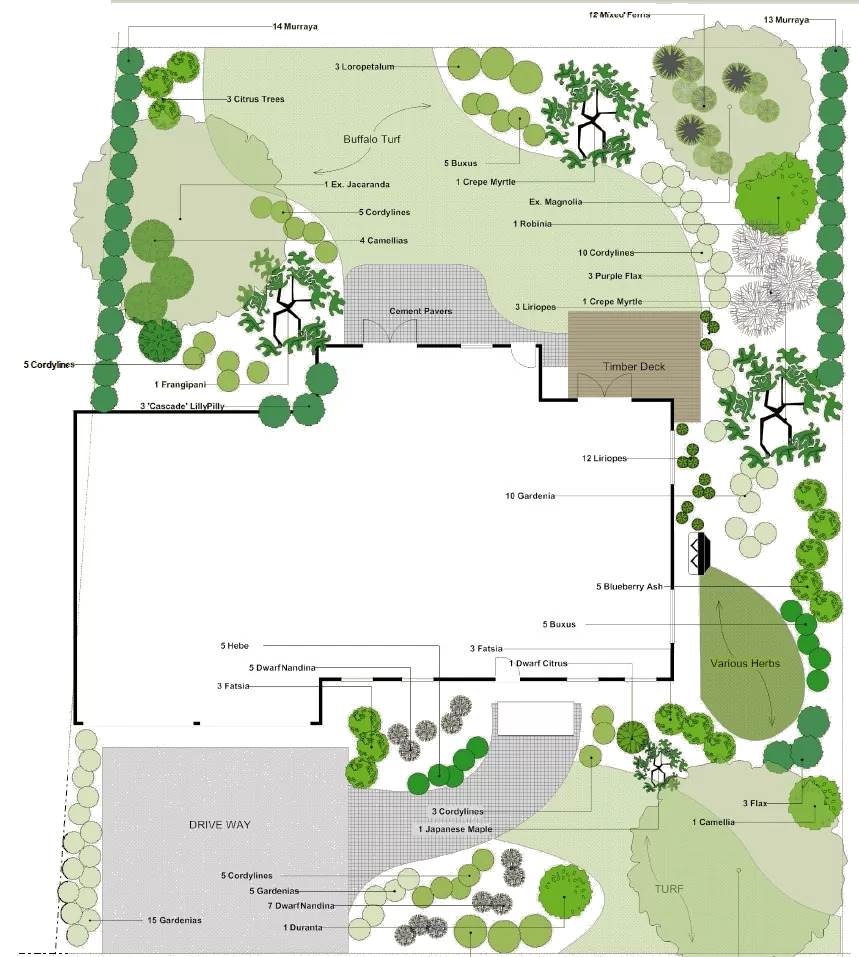 12 Mixed Ferns
13 Murraya
14 Murraya
3 Loropetalum
3 Citrus Trees
Buffalo Turf
5 Buxus
1 Crepe Myrtle
1 Ex. Jacaranda
Ex. Magnolia
5 Cordylines
1 Robinia
4 Camellias
10 Cordylines
3 Purple Flax
1 Crepe Myrtle
3 Liriopes
Cement Pavers
5 Cordylines
Timber Deck
1 Frangipani
3 'Cascade' LillyPilly
12 Liriopes
10 Gardenia
5 Blueberry Ash
5 Buxus
5 Hebe
3 Fatsia
1 Dwarf Citrus
Various Herbs
5 Dwarf Nandina
3 Fatsia
3 Flax
3 Cordylines
1 Camellia
DRIVE WAY
1 Japanese Maple
5 Cordylines
5 Gardenias
TURF
7 Dwarf Nandina
15 Gardenias
1 Duranta